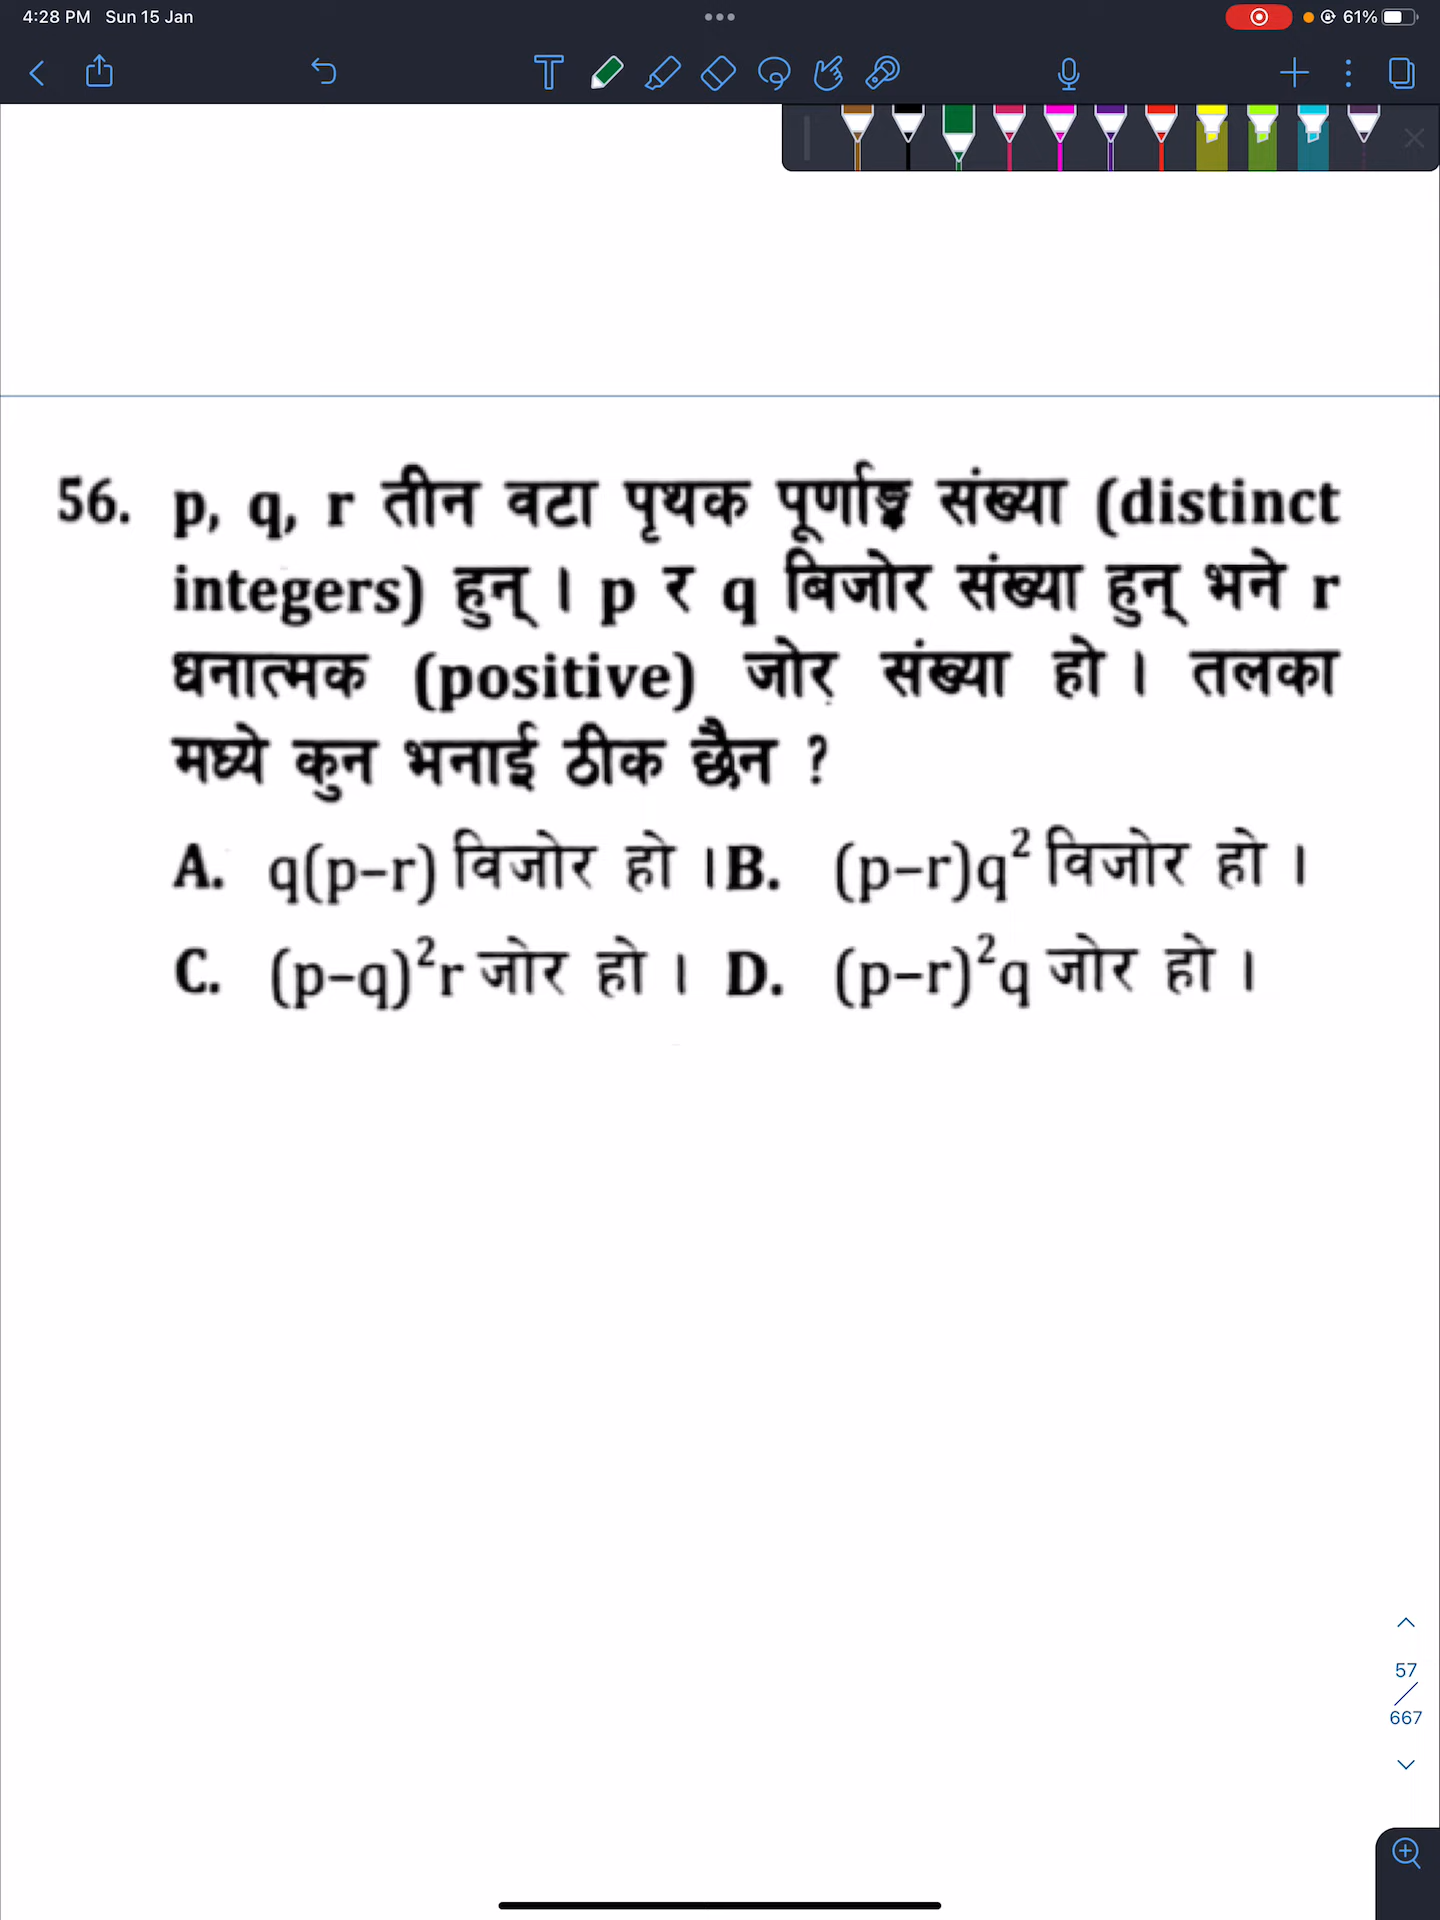 4:28 PM Sun 15 Jan
61%
T
56. p, q, r तीन वटा पृथक पूर्णाङ्क संख्या (distinct
integers) हुन् । p र q बिजोर संख्या हुन् भने r
धनात्मक (positive) जोर संख्या हो । तलका
मध्ये कुन भनाई ठीक छैन ?
A. q(p−r) विजोर हो । B. (p−r)q² विजोर हो ।
C. (p−q)²r जोर हो । D. (p−r)²q जोर हो ।
57
/
667